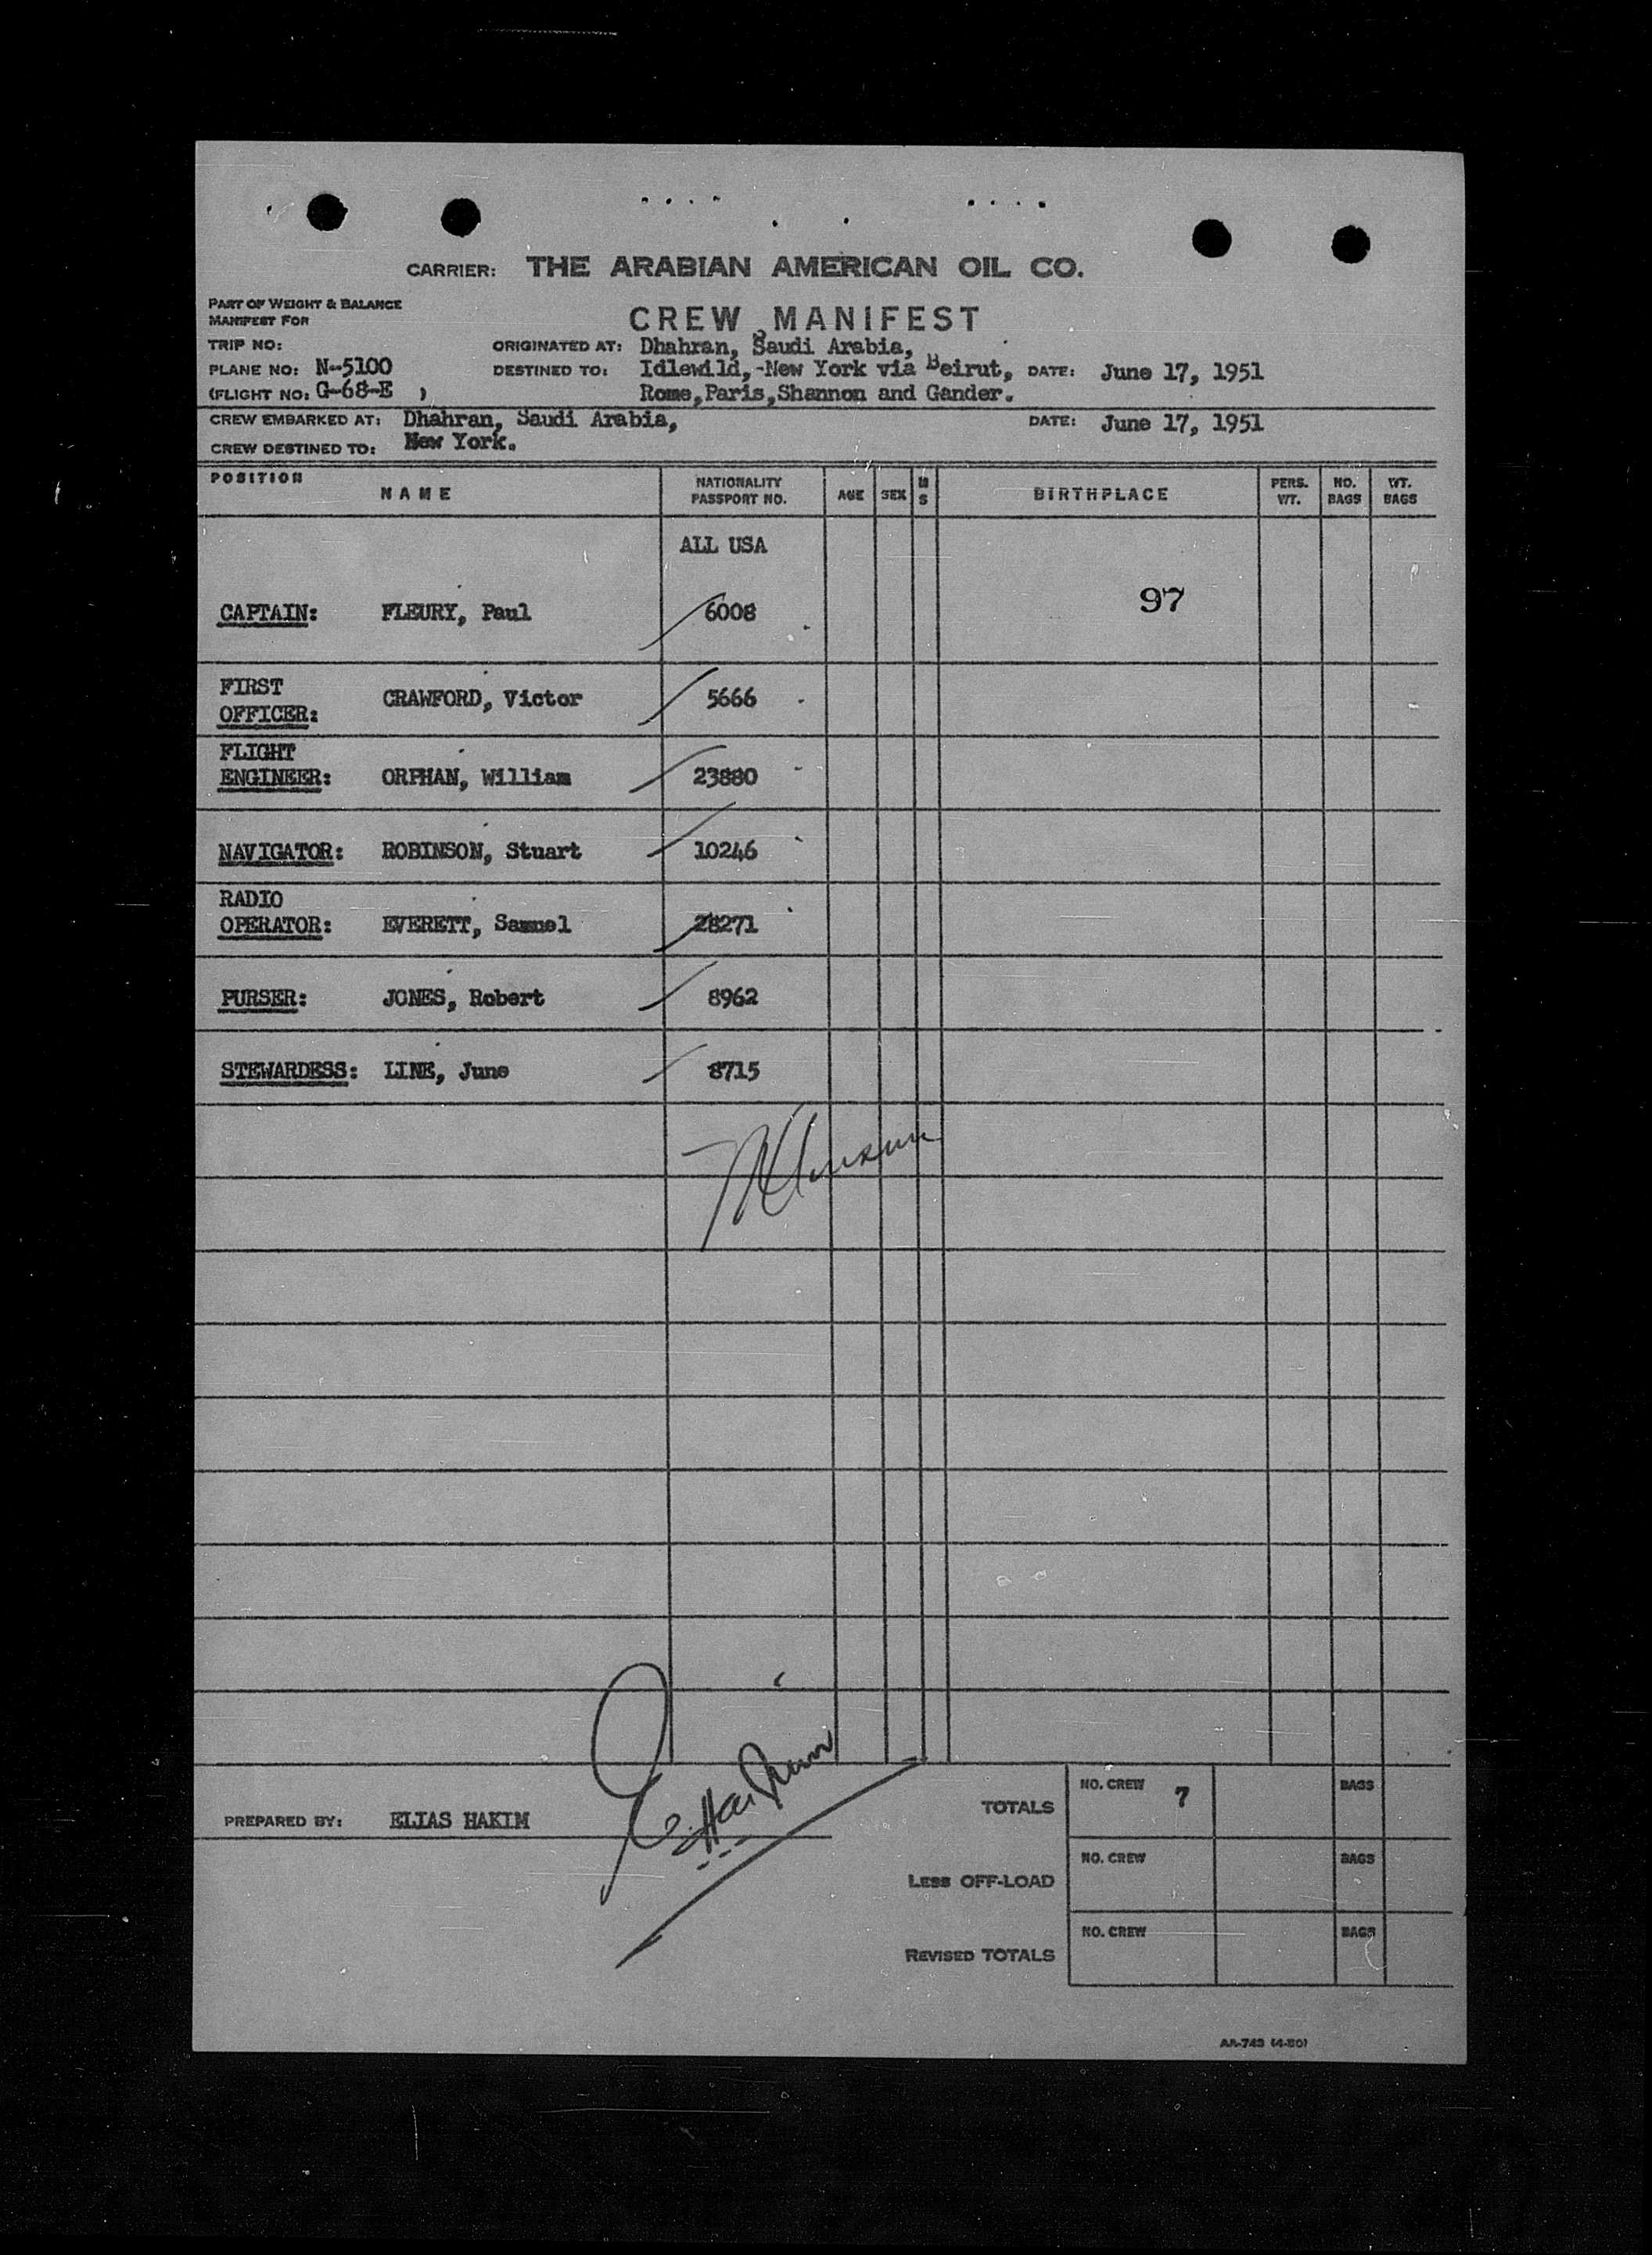 CARRIER: THE ARABIAN AMERICAN OIL CO.
PART OF WEIGHT & BALANCE
MANIFEST FOR
CREW MANIFEST
TRIP NO:
ORIGINATED AT: Dhahran, Saudi Arabia,
PLANE NO: N-5100
DESTINED TO: Idlewild,-New York via Beirut, DATE: June 17, 1951
(FLIGHT NO: G-68-E )
Rome,Paris,Shannon and Gander.
CREW EMBARKED AT: Dhahran, Saudi Arabia, DATE: June 17, 1951
CREW DESTINED TO: New York.
POSITION NAME NATIONALITY PASSPORT NO. AGE SEX M S BIRTHPLACE PERS. WT. NO. BAGS WT. BAGS
ALL USA
97
CAPTAIN: FLEURY, Paul 6008
FIRST
OFFICER: CRAWFORD, Victor 5666
FLIGHT
ENGINEER: ORPHAN, William 23880
NAVIGATOR: ROBINSON, Stuart 10246
RADIO
OPERATOR: EVERETT, Samuel 28271
PURSER: JONES, Robert 8962
STEWARDESS: LINE, June 8715
PREPARED BY: ELIAS HAKIM
TOTALS NO. CREW 7 BAGS
LESS OFF-LOAD NO. CREW BAGS
REVISED TOTALS NO. CREW BAGS
AA-743 (4-50)